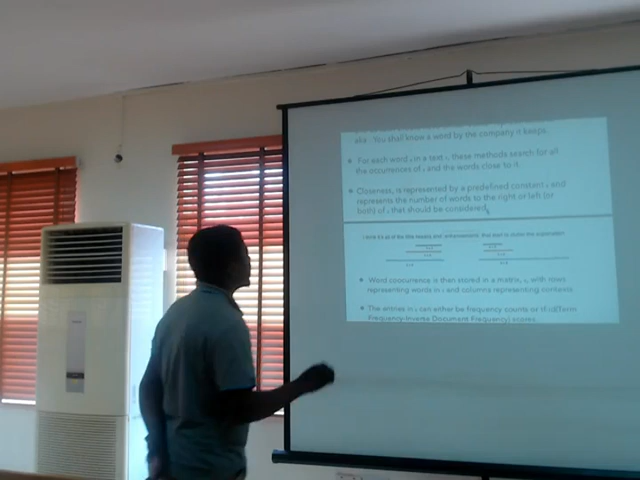 aka - You shall know a word by the company it keeps.
For each word in a text, these methods search for all
the occurrences of and the words close to it.
Closeness, is represented by a predefined constant and
represents the number of words to the right or left (or
both) of that should be considered.
Word coocurrence is then stored in a matrix, with rows
representing words in and columns representing contexts.
The entries in can either be frequency counts or tf-idf(Term
Frequency-Inverse Document Frequency) scores.